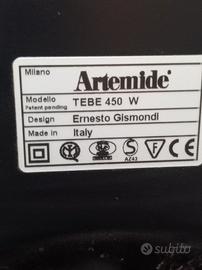 Milano
Artemide®
Modello TEBE 450 W
Patent pending
Design Ernesto Gismondi
Made in Italy
F
AZ43
subito